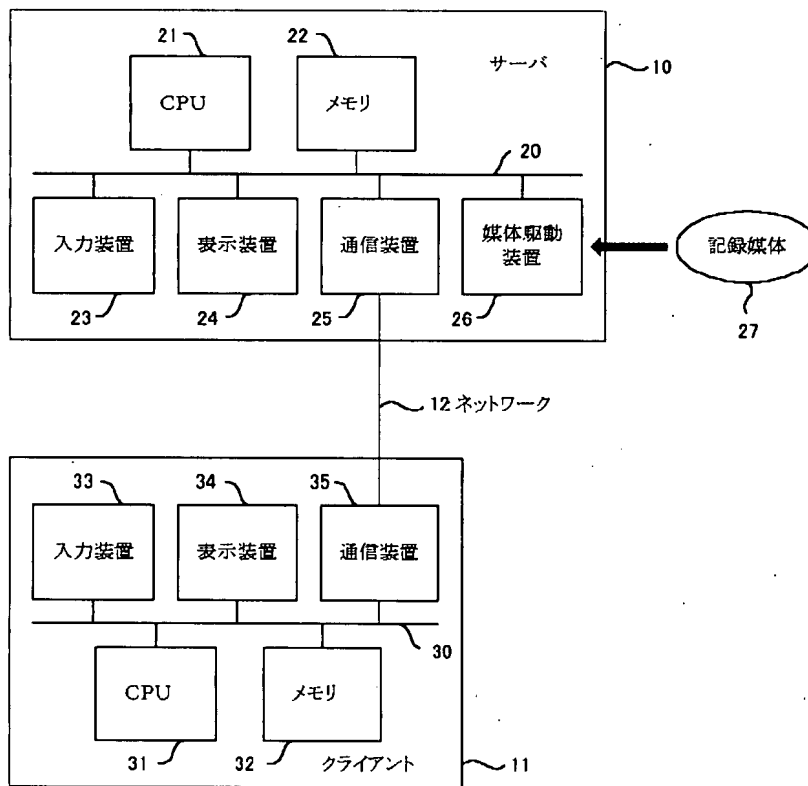 21
22
サーバ
10
CPU
メモリ
20
入力装置
表示装置
通信装置
媒体駆動
装置
記録媒体
23
24
25
26
27
12 ネットワーク
33
34
35
入力装置
表示装置
通信装置
30
CPU
メモリ
31
32
クライアント
11